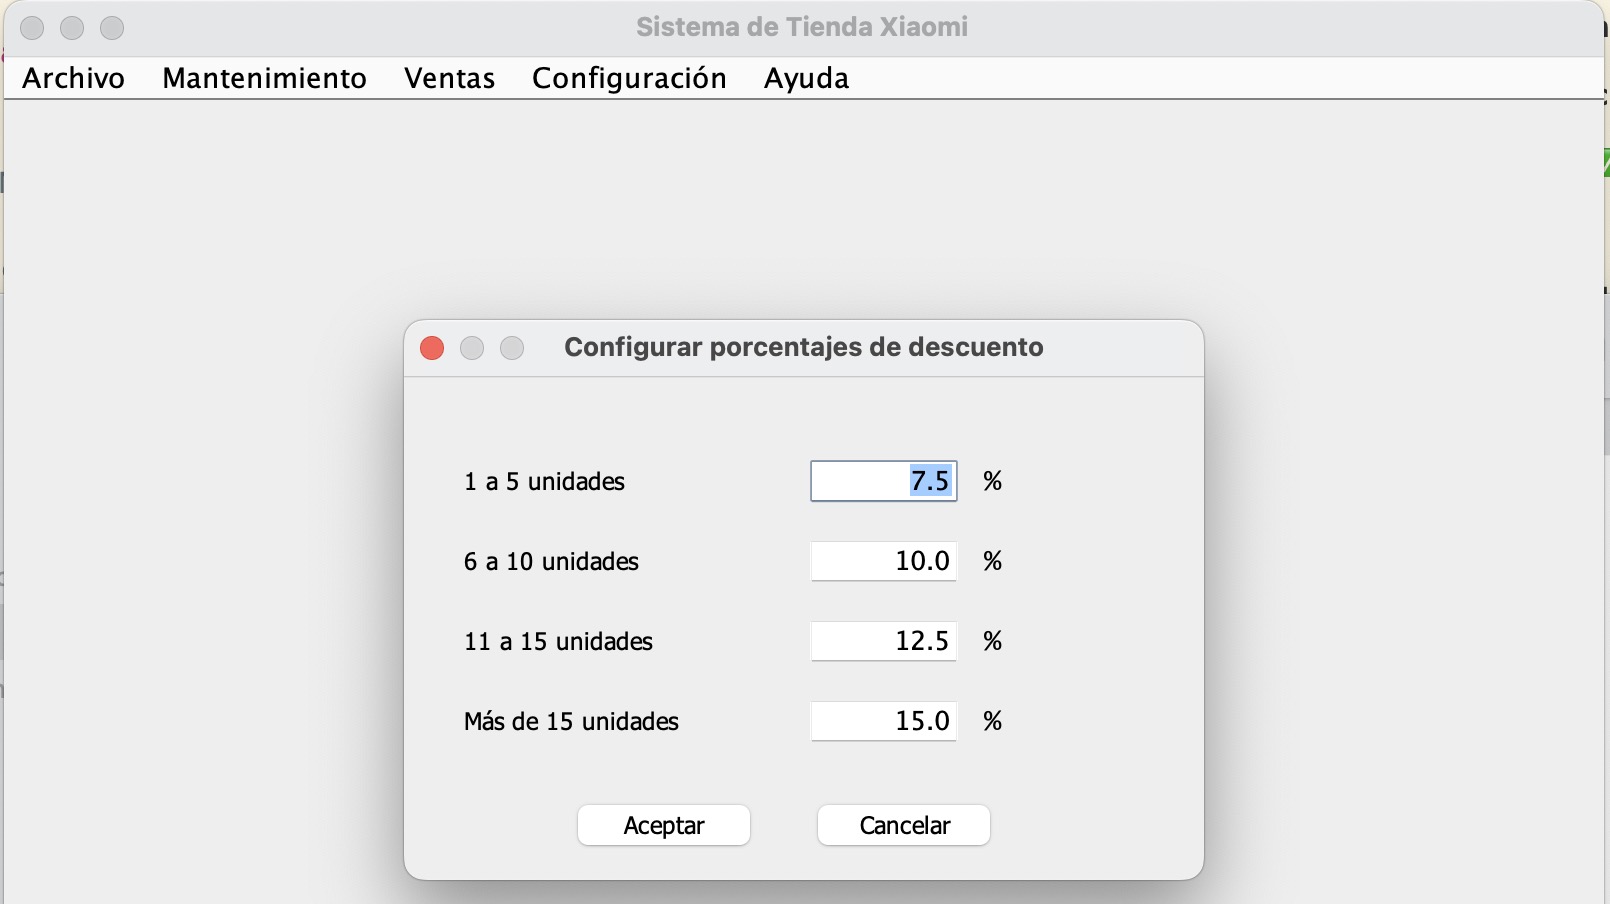 Sistema de Tienda Xiaomi
Archivo Mantenimiento Ventas Configuración Ayuda
Configurar porcentajes de descuento
1 a 5 unidades 7.5 %
6 a 10 unidades 10.0 %
11 a 15 unidades 12.5 %
Más de 15 unidades 15.0 %
Aceptar Cancelar